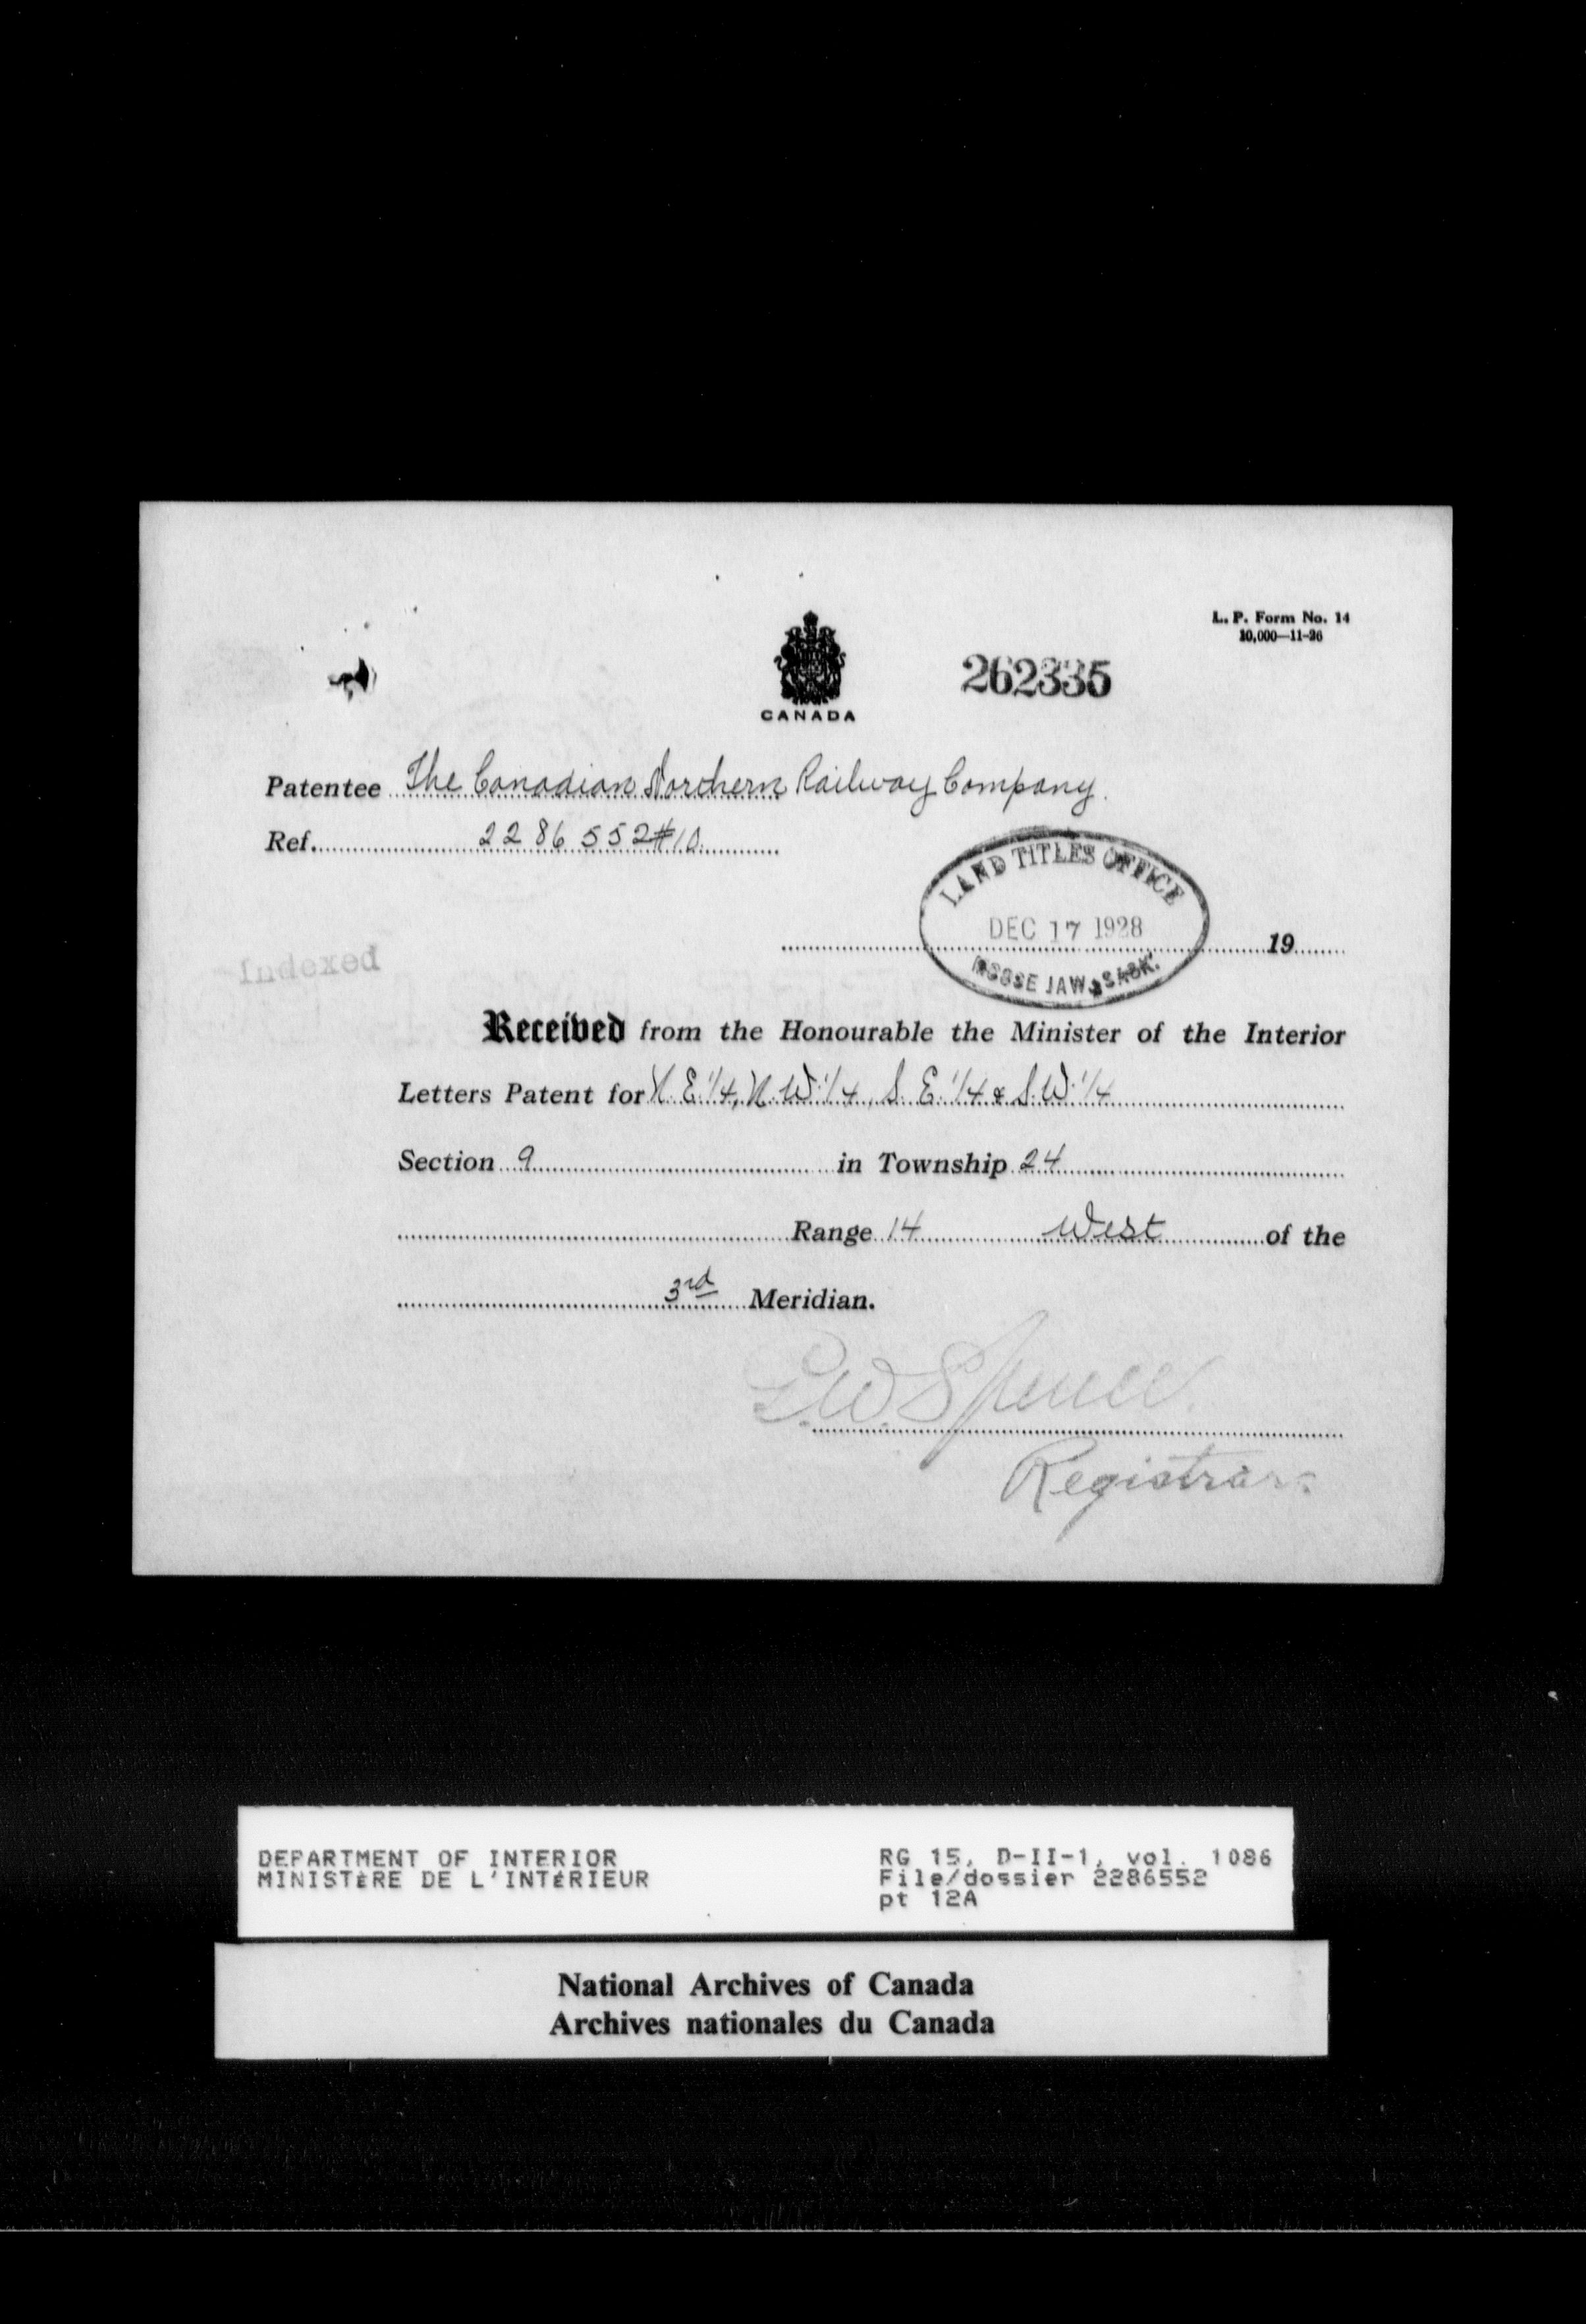 L. P. Form No. 14
10,000—11-26
262335
CANADA
Patentee The Canadian Northern Railway Company.
Ref. 2286552#10
LAND TITLES OFFICE
DEC 17 1928
19
MOOSE JAW, SASK.
Indexed
Received from the Honourable the Minister of the Interior
Letters Patent for N.E.1/4, N.W.1/4, S.E.1/4 & S.W.1/4
Section 9 in Township 24
Range 14 West of the
3rd Meridian.
G.W. Spence.
Registrar
DEPARTMENT OF INTERIOR
MINISTÈRE DE L'INTÉRIEUR
RG 15, D-II-1, vol. 1086
File/dossier 2286552
pt 12A
National Archives of Canada
Archives nationales du Canada